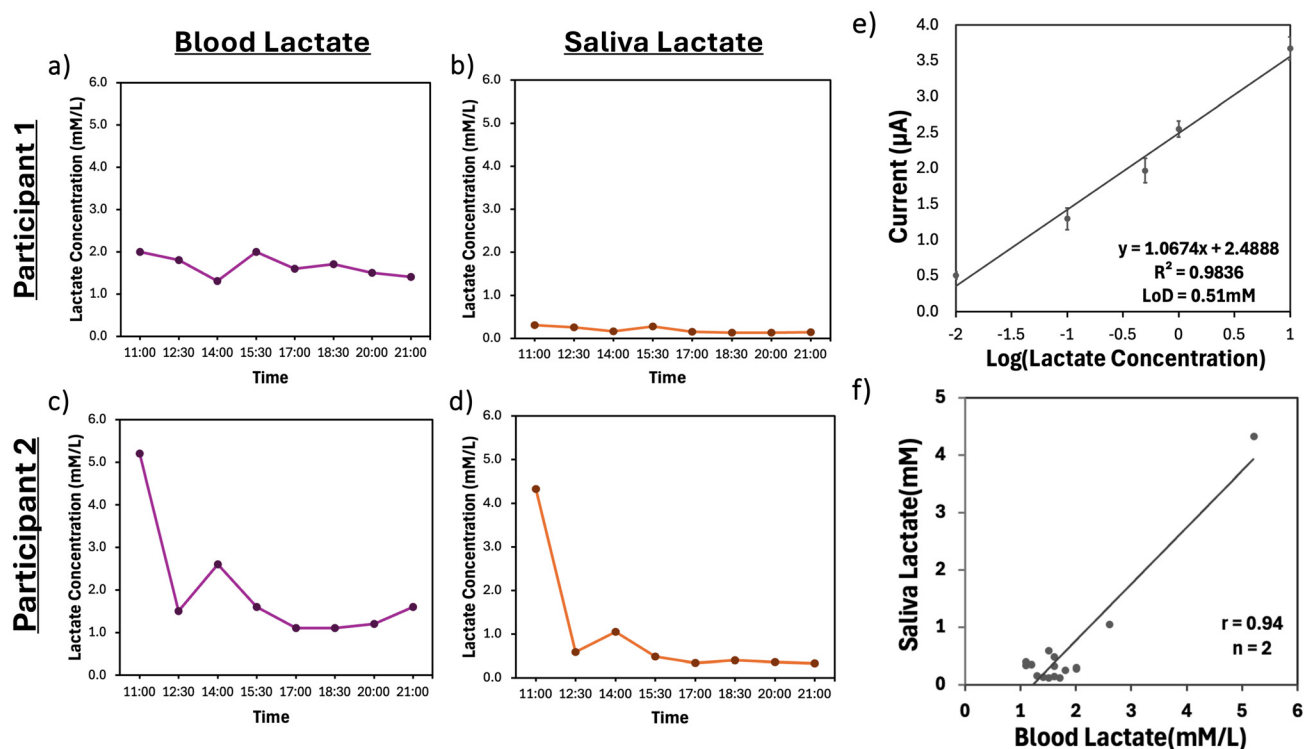 Blood Lactate
Saliva Lactate
Participant 1
a)
Lactate Concentration (mM/L)
6.0
5.0
4.0
3.0
2.0
1.0
0.0
11:00 12:30 14:00 15:30 17:00 18:30 20:00 21:00
Time
b)
Lactate Concentration (mM/L)
6.0
5.0
4.0
3.0
2.0
1.0
0.0
11:00 12:30 14:00 15:30 17:00 18:30 20:00 21:00
Time
e)
Current (µA)
4.0
3.5
3.0
2.5
2.0
1.5
1.0
0.5
0.0
y = 1.0674x + 2.4888
R² = 0.9836
LoD = 0.51mM
-2 -1.5 -1 -0.5 0 0.5 1
Log(Lactate Concentration)
Participant 2
c)
Lactate Concentration (mM/L)
6.0
5.0
4.0
3.0
2.0
1.0
0.0
11:00 12:30 14:00 15:30 17:00 18:30 20:00 21:00
Time
d)
Lactate Concentration (mM/L)
6.0
5.0
4.0
3.0
2.0
1.0
0.0
11:00 12:30 14:00 15:30 17:00 18:30 20:00 21:00
Time
f)
Saliva Lactate(mM)
5
4
3
2
1
0
r = 0.94
n = 2
0 1 2 3 4 5 6
Blood Lactate(mM/L)